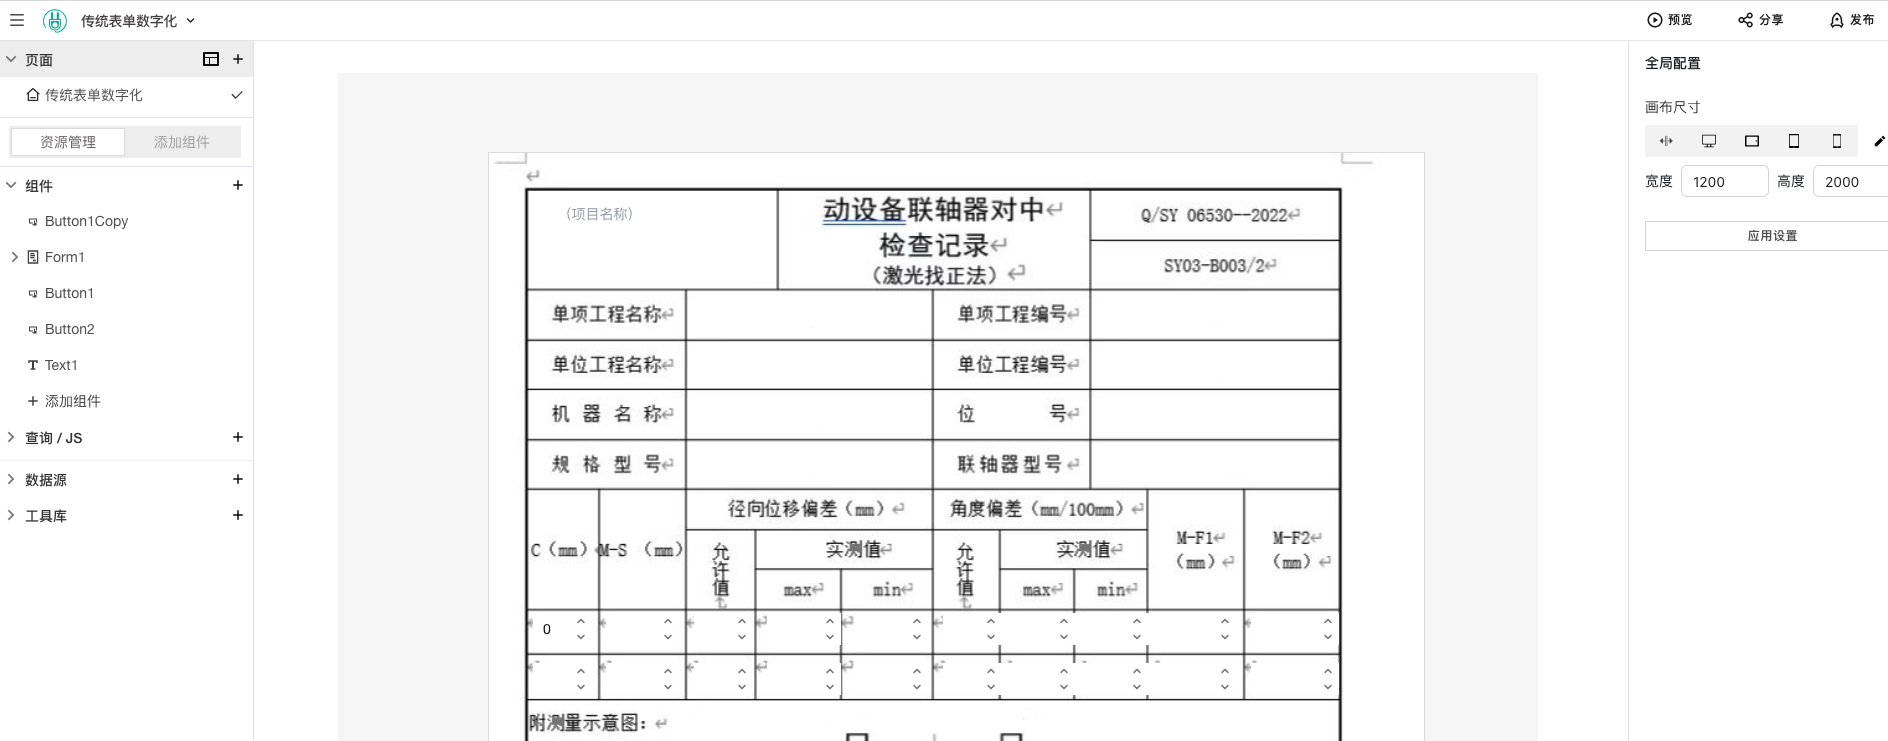 传统表单数字化
预览
分享
发布
页面
传统表单数字化
资源管理
添加组件
组件
Button1Copy
Form1
Button1
Button2
Text1
添加组件
查询 / JS
数据源
工具库
(项目名称)
动设备联轴器对中
检查记录
（激光找正法）
Q/SY 06530--2022
SY03-B003/2
单项工程名称
单项工程编号
单位工程名称
单位工程编号
机 器 名 称
位 号
规 格 型 号
联轴器型号
径向位移偏差（mm）
角度偏差（mm/100mm）
C（mm）
M-S （mm）
允许值
实测值
max
min
允许值
实测值
max
min
M-F1
（mm）
M-F2
（mm）
0
附测量示意图：
全局配置
画布尺寸
宽度
1200
高度
2000
应用设置